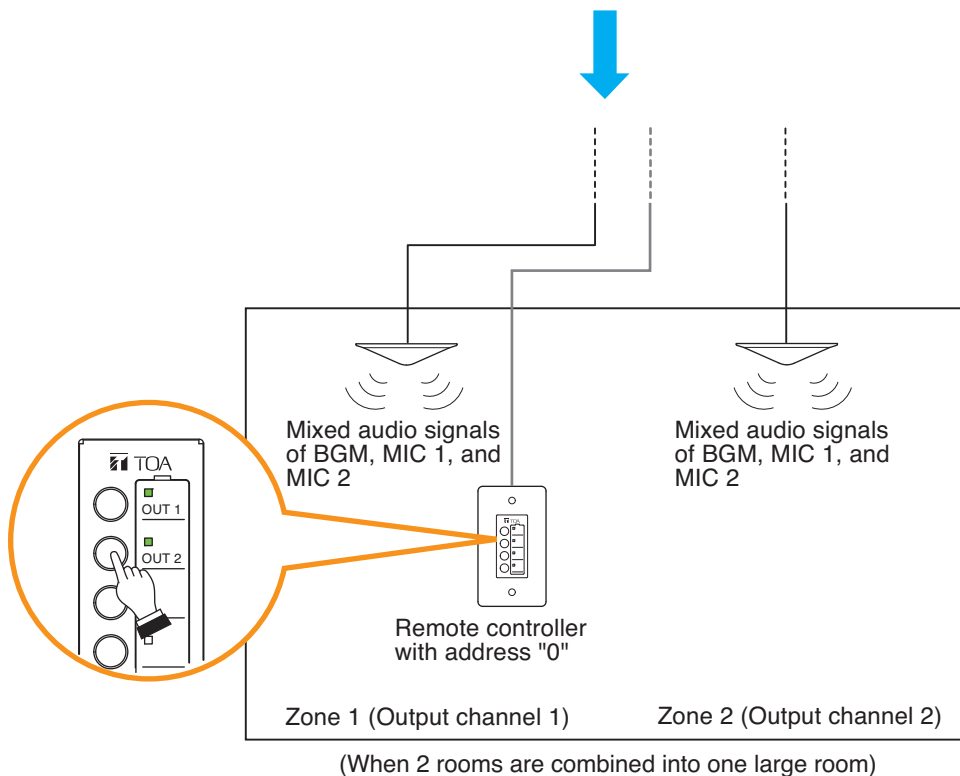 Mixed audio signals
of BGM, MIC 1, and
MIC 2
Mixed audio signals
of BGM, MIC 1, and
MIC 2
TOA
OUT 1
OUT 2
TOA
Remote controller
with address "0"
Zone 1 (Output channel 1)
Zone 2 (Output channel 2)
(When 2 rooms are combined into one large room)